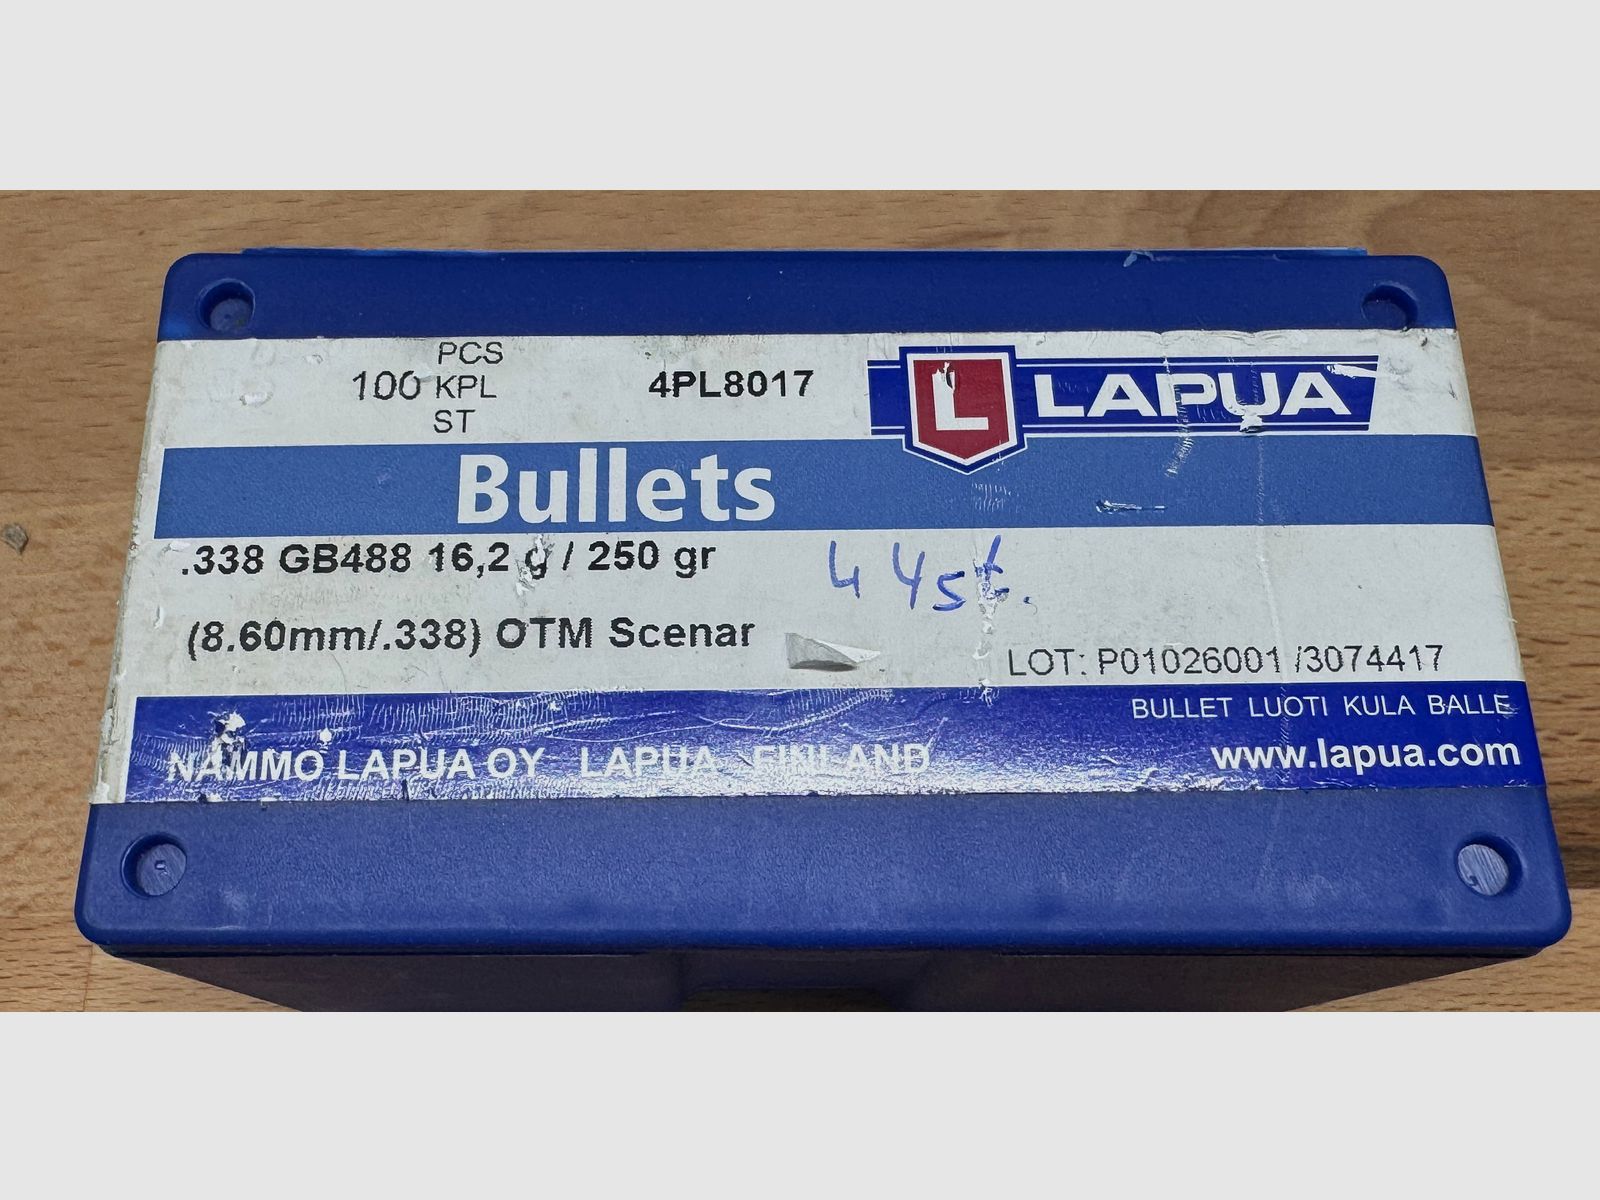 PCS
100 KPL
ST
4PL8017
L LAPUA
Bullets
.338 GB488 16,2 g / 250 gr
44st.
(8.60mm/.338) OTM Scenar
LOT: P01026001 /3074417
BULLET LUOTI KULA BALLE
NAMMO LAPUA OY LAPUA FINLAND
www.lapua.com